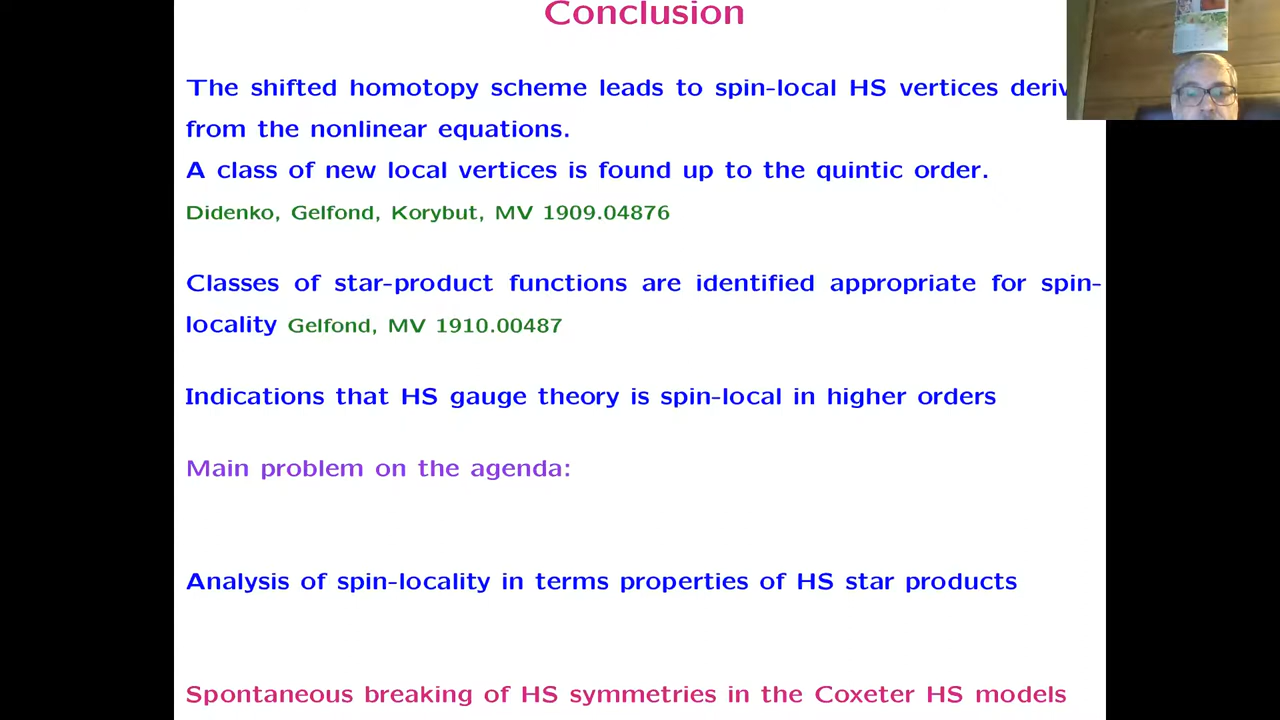 Conclusion
The shifted homotopy scheme leads to spin-local HS vertices
from the nonlinear equations.
A class of new local vertices is found up to the quintic order.
Didenko, Gelfond, Korybut, MV 1909.04876
Classes of star-product functions are identified appropriate for spin-
locality Gelfond, MV 1910.00487
Indications that HS gauge theory is spin-local in higher orders
Main problem on the agenda:
Analysis of spin-locality in terms properties of HS star products
Spontaneous breaking of HS symmetries in the Coxeter HS models